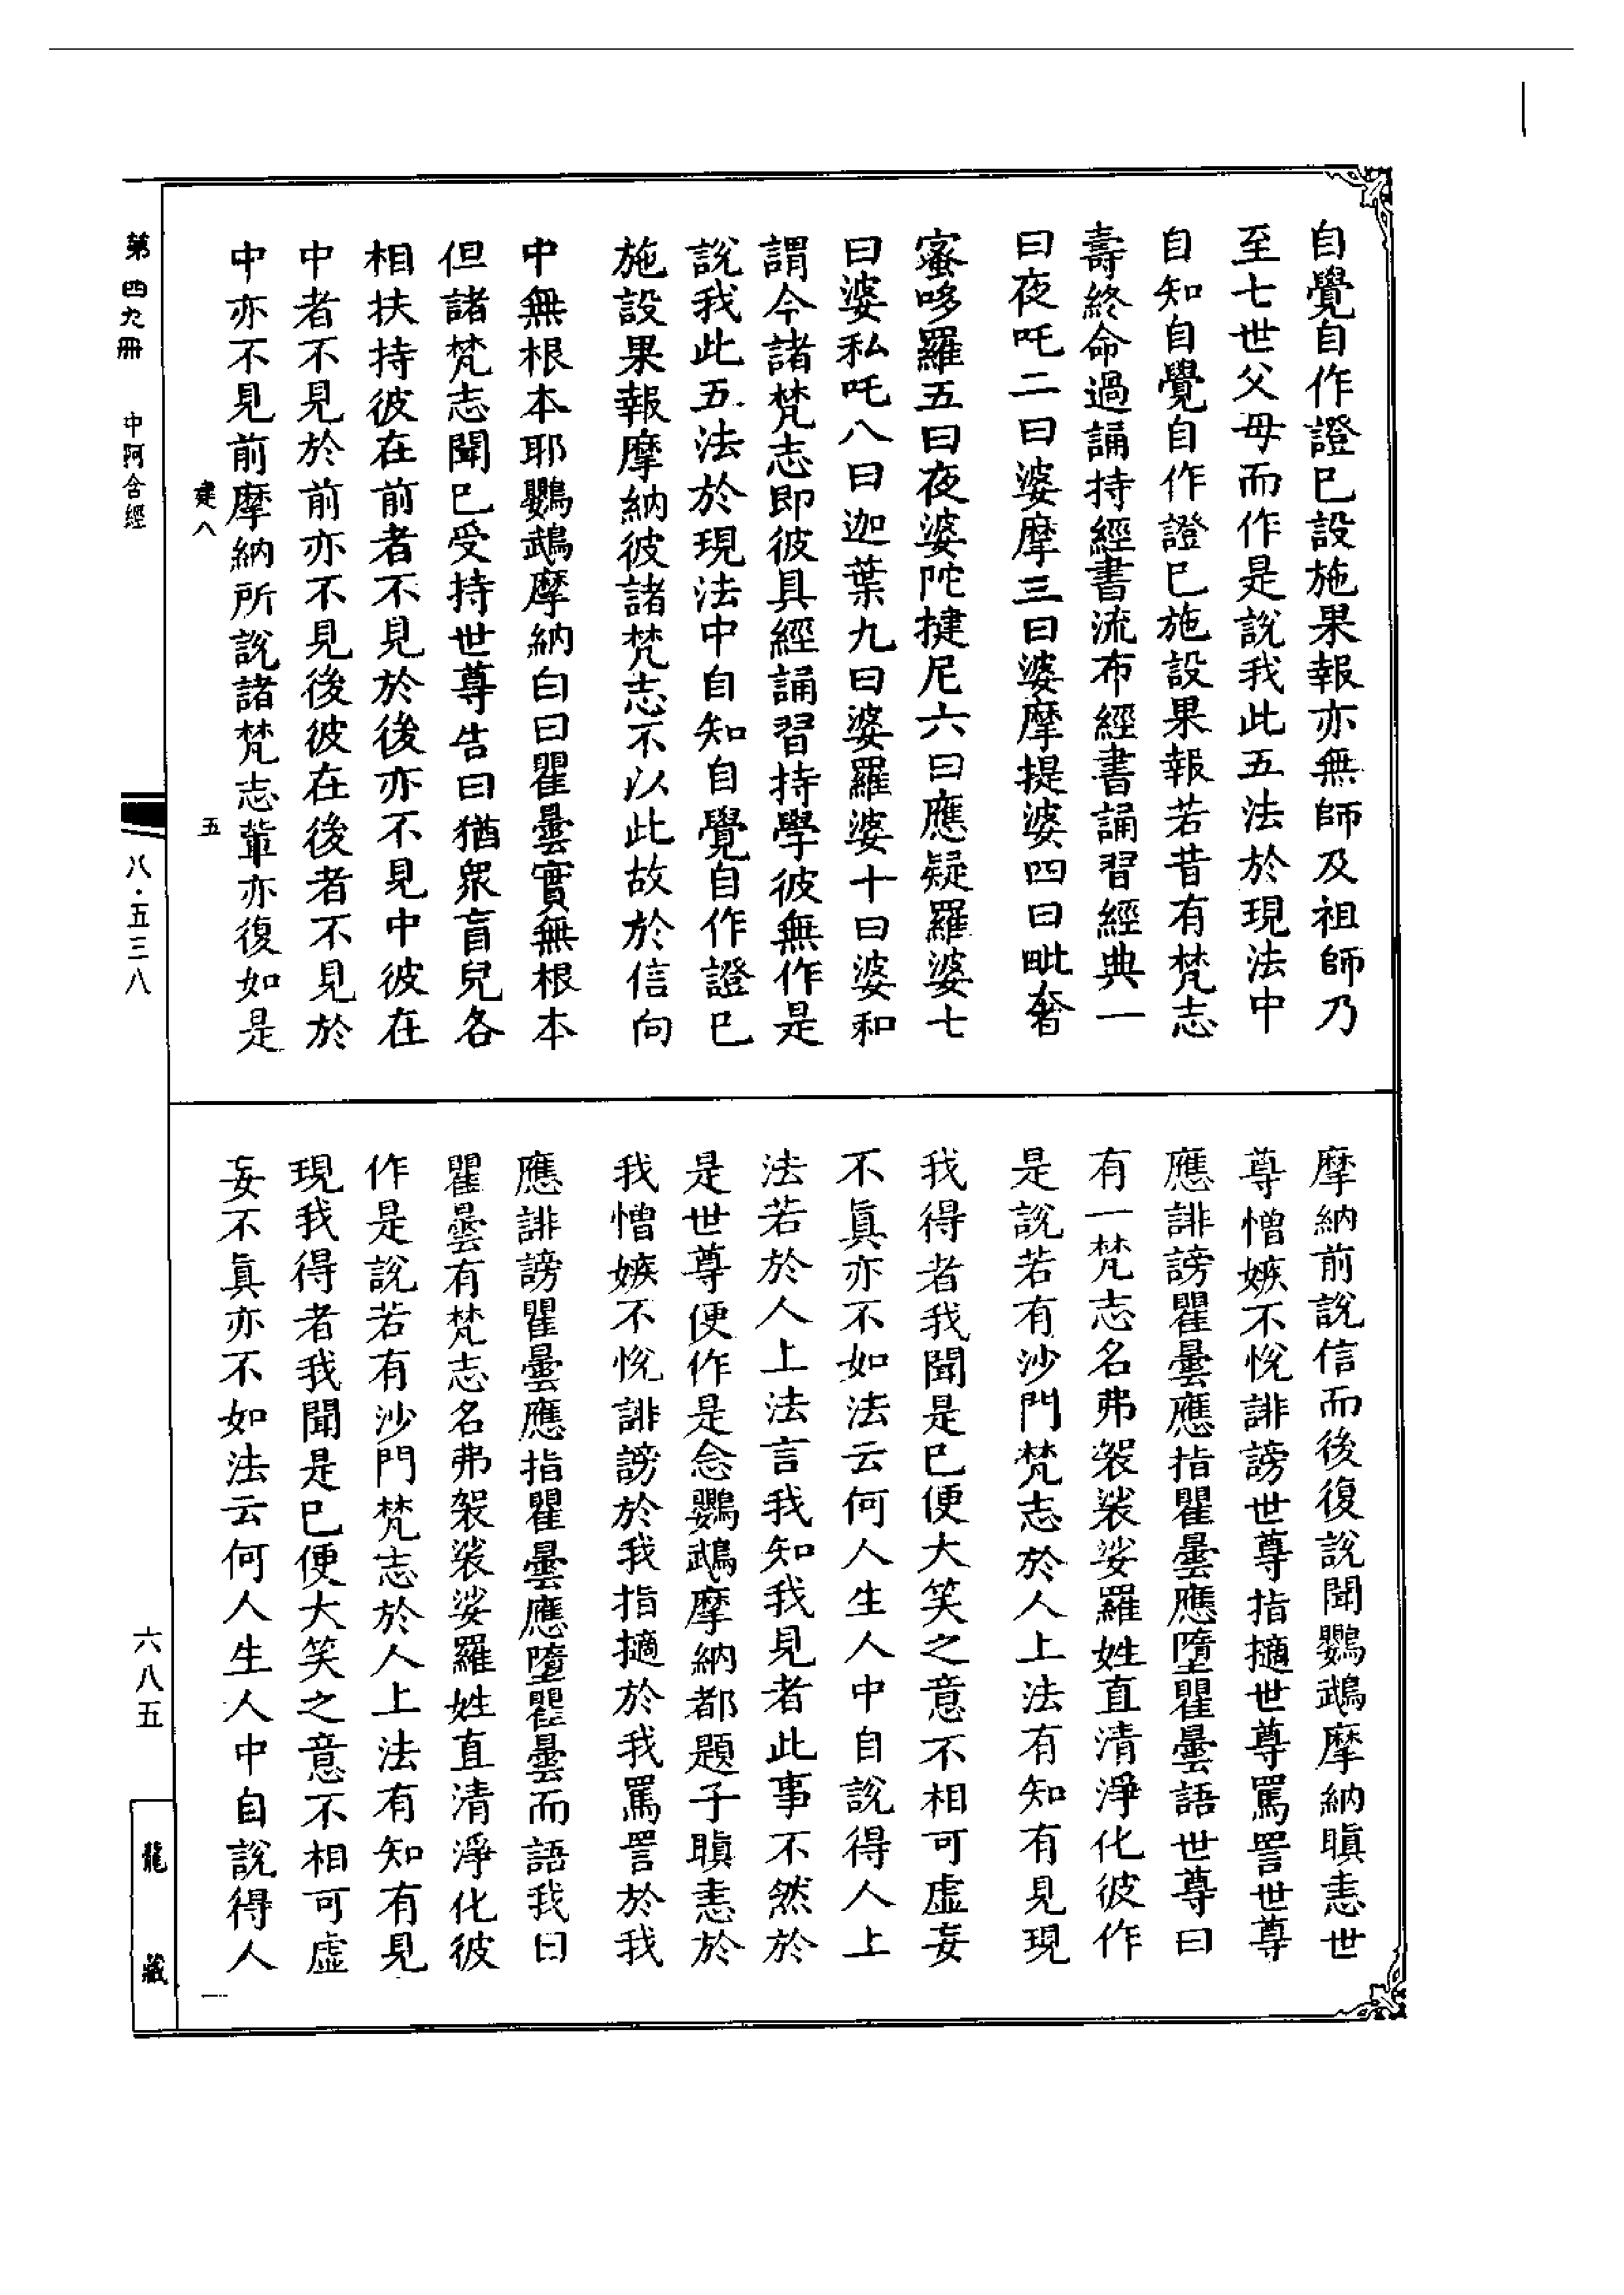 自覺自作證已設施果報亦無師及祖師乃
至七世父母而作是說我此五法於現法中
自知自覺自作證已施設果報若昔有梵志
壽終命過誦持經書流布經書誦習經典一
曰夜吒二曰婆摩三曰婆摩提婆四曰毗奢
蜜哆羅五曰夜婆陀揵尼六曰應疑羅婆七
曰婆私吒八曰迦葉九曰婆羅婆十曰婆和
謂今諸梵志即彼具經誦習持學彼無作是
說我此五法於現法中自知自覺自作證已
施設果報摩納彼諸梵志不以此故於信向
中無根本耶鸚鵡摩納白曰瞿曇實無根本
但諸梵志聞已受持世尊告曰猶眾盲兒各
相扶持彼在前者不見於後亦不見中彼在
中者不見於前亦不見後彼在後者不見於
中亦不見前摩納所說諸梵志輩亦復如是
建八
五
摩納前說信而後復說聞鸚鵡摩納瞋恚世
尊憎嫉不悅誹謗世尊指擿世尊罵詈世尊
應誹謗瞿曇應指瞿曇應墮瞿曇語世尊曰
有一梵志名弗袈裟娑羅姓直清淨化彼作
是說若有沙門梵志於人上法有知有見現
我得者我聞是已便大笑之意不相可虛妄
不真亦不如法云何人生人中自說得人上
法若於人上法言我知我見者此事不然於
是世尊便作是念鸚鵡摩納都題子瞋恚於
我憎嫉不悅誹謗於我指擿於我罵詈於我
應誹謗瞿曇應指瞿曇應墮瞿曇而語我曰
瞿曇有梵志名弗袈裟娑羅姓直清淨化彼
作是說若有沙門梵志於人上法有知有見
現我得者我聞是已便大笑之意不相可虛
妄不真亦不如法云何人生人中自說得人
第四九冊
中阿含經
八·五三八
六八五
龍藏